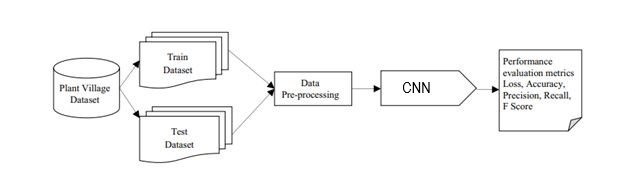 Plant Village
Dataset
Train
Dataset
Test
Dataset
Data
Pre-processing
CNN
Performance
evaluation metrics
Loss, Accuracy,
Precision, Recall,
F Score